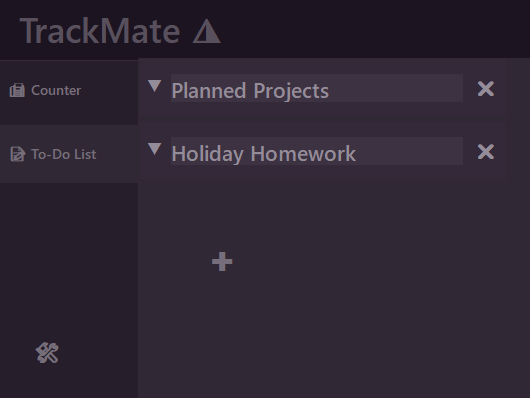 TrackMate
Counter
Planned Projects
To-Do List
Holiday Homework